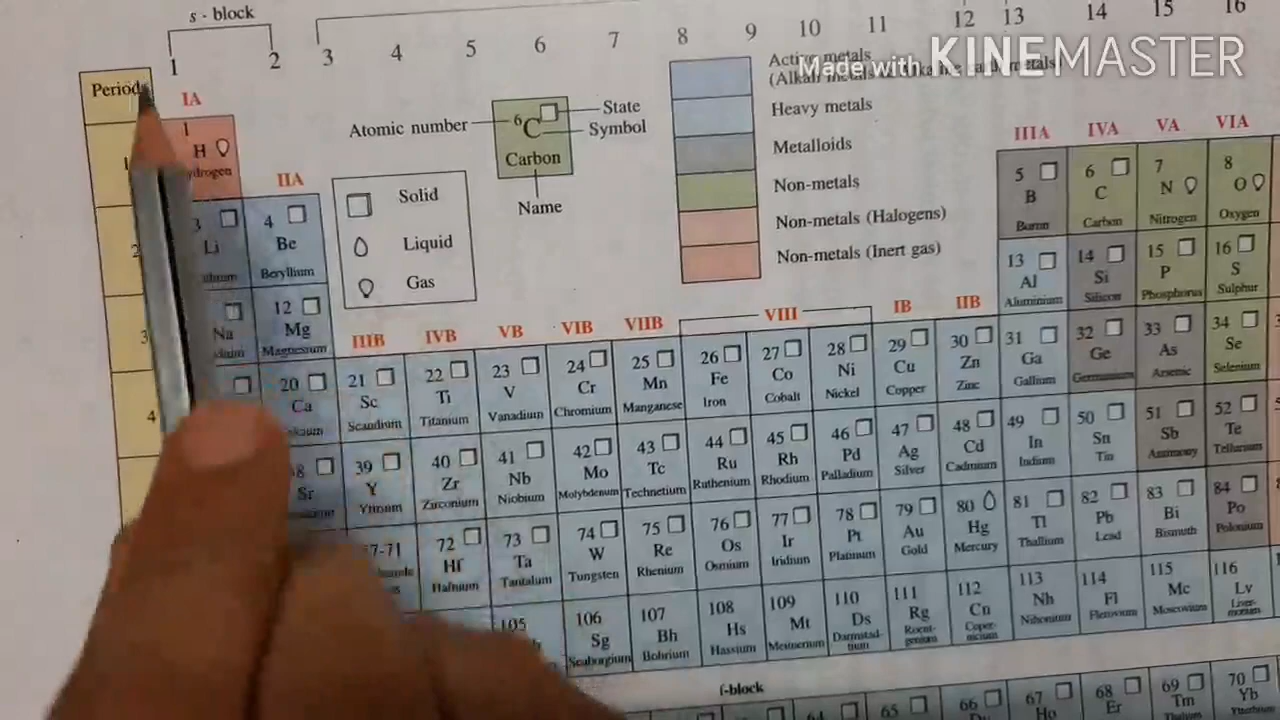 s - block
1 2 3 4 5 6 7 8 9 10 11 12 13 14 15 16
Made with KINEMASTER
Active metals
Period
IA
Atomic number
6 C
Carbon
State
Symbol
Name
Heavy metals
Metalloids
Non-metals
Non-metals (Halogens)
Non-metals (Inert gas)
Solid
Liquid
Gas
IIA
IIIA IVA VA VIA
1 H
1
3 Li
4 Be Beryllium
5 B Boron
6 C Carbon
7 N Nitrogen
8 O Oxygen
2
Na
12 Mg Magnesium
13 Al Aluminium
14 Si Silicon
15 P Phosphorus
16 S Sulphur
3
IIIB IVB VB VIB VIIB VIII IB IIB
20 Ca
21 Sc Scandium
22 Ti Titanium
23 V Vanadium
24 Cr Chromium
25 Mn Manganese
26 Fe Iron
27 Co Cobalt
28 Ni Nickel
29 Cu Copper
30 Zn Zinc
31 Ga Gallium
32 Ge Germanium
33 As Arsenic
34 Se Selenium
4
Sr
39 Y Yttrium
40 Zr Zirconium
41 Nb Niobium
42 Mo Molybdenum
43 Tc Technetium
44 Ru Ruthenium
45 Rh Rhodium
46 Pd Palladium
47 Ag Silver
48 Cd Cadmium
49 In Indium
50 Sn Tin
51 Sb Antimony
52 Te Tellurium
72 Hf Hafnium
73 Ta Tantalum
74 W Tungsten
75 Re Rhenium
76 Os Osmium
77 Ir Iridium
78 Pt Platinum
79 Au Gold
80 Hg Mercury
81 Tl Thallium
82 Pb Lead
83 Bi Bismuth
84 Po Polonium
105
106 Sg Seaborgium
107 Bh Bohrium
108 Hs Hassium
109 Mt Meitnerium
110 Ds Darmstad-tium
111 Rg Roent-genium
112 Cn Coper-nicium
113 Nh Nihonium
114 Fl Flerovium
115 Mc Moscovium
116 Lv Liver-morium
f-block
65
66
67 Ho
68 Er
69 Tm
70 Yb